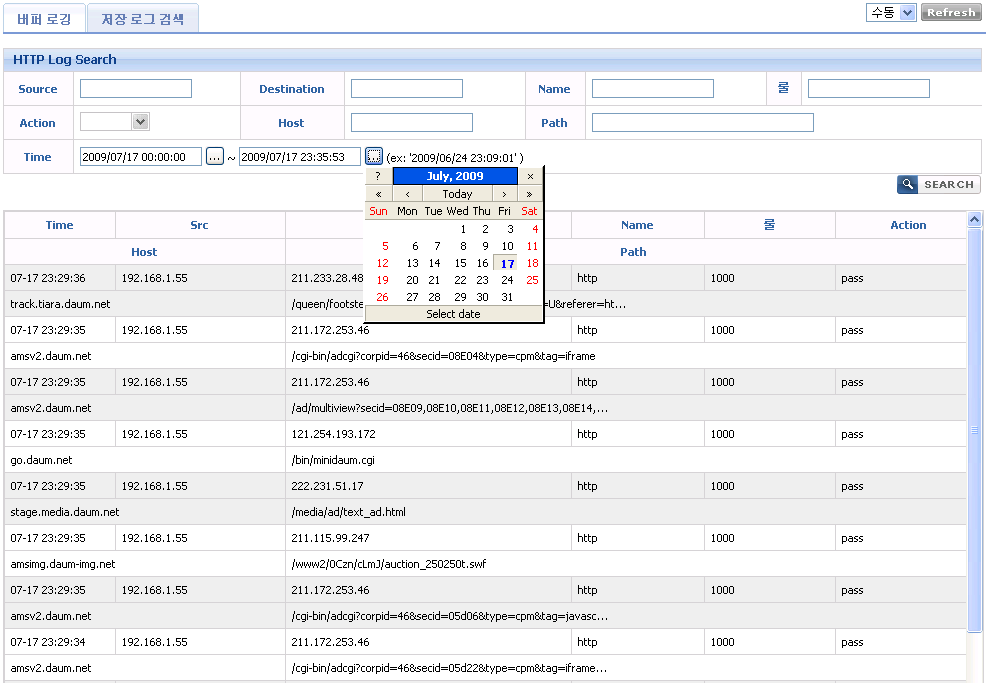 버퍼 로깅 저장 로그 검색 수동 Refresh
HTTP Log Search
Source Destination Name 룰
Action Host Path
Time 2009/07/17 00:00:00 ... ~ 2009/07/17 23:35:53 ... (ex: '2009/06/24 23:09:01' )
? July, 2009 ×
« ‹ Today › »
SEARCH
Sun Mon Tue Wed Thu Fri Sat
1 2 3 4
5 6 7 8 9 10 11
12 13 14 15 16 17 18
19 20 21 22 23 24 25
26 27 28 29 30 31
Select date
Time Src Name 룰 Action
Host Path
07-17 23:29:36 192.168.1.55 211.233.28.48 http 1000 pass
track.tiara.daum.net /queen/footste =U&referer=ht...
07-17 23:29:35 192.168.1.55 211.172.253.46 http 1000 pass
amsv2.daum.net /cgi-bin/adcgi?corpid=46&secid=08E04&type=cpm&tag=iframe
07-17 23:29:35 192.168.1.55 211.172.253.46 http 1000 pass
amsv2.daum.net /ad/multiview?secid=08E09,08E10,08E11,08E12,08E13,08E14,...
07-17 23:29:35 192.168.1.55 121.254.193.172 http 1000 pass
go.daum.net /bin/minidaum.cgi
07-17 23:29:35 192.168.1.55 222.231.51.17 http 1000 pass
stage.media.daum.net /media/ad/text_ad.html
07-17 23:29:35 192.168.1.55 211.115.99.247 http 1000 pass
amsimg.daum-img.net /www2/0Czn/cLmJ/auction_250250t.swf
07-17 23:29:35 192.168.1.55 211.172.253.46 http 1000 pass
amsv2.daum.net /cgi-bin/adcgi?corpid=46&secid=05d06&type=cpm&tag=javasc...
07-17 23:29:34 192.168.1.55 211.172.253.46 http 1000 pass
amsv2.daum.net /cgi-bin/adcgi?corpid=46&secid=05d22&type=cpm&tag=iframe...